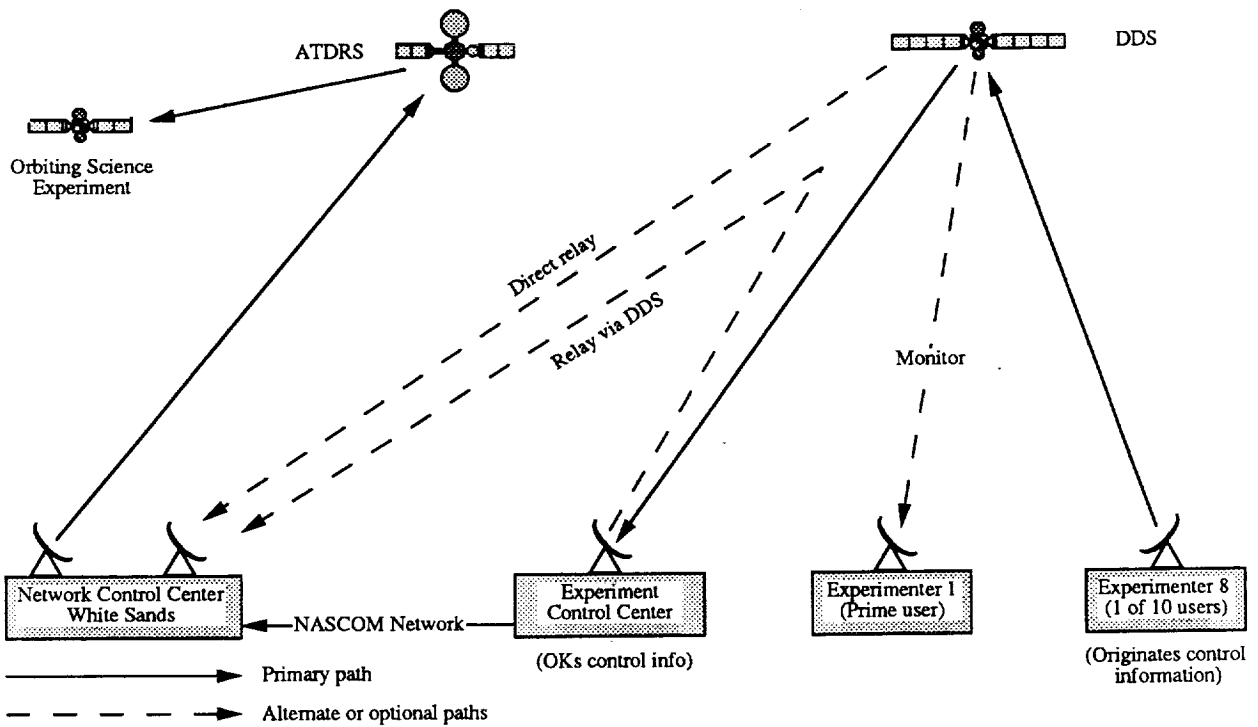 ATDRS
DDS
Orbiting Science
Experiment
Direct relay
Relay via DDS
Monitor
Network Control Center
White Sands
NASCOM Network
Experiment
Control Center
(OKs control info)
Experimenter 1
(Prime user)
Experimenter 8
(1 of 10 users)
(Originates control
information)
Primary path
Alternate or optional paths